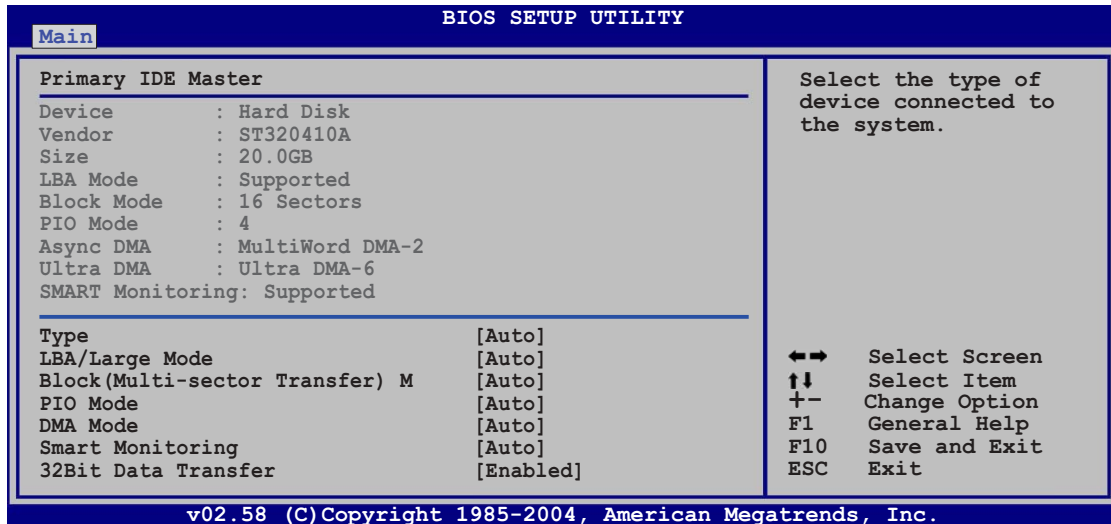 BIOS SETUP UTILITY
Main
Primary IDE Master
Device : Hard Disk
Vendor : ST320410A
Size : 20.0GB
LBA Mode : Supported
Block Mode : 16 Sectors
PIO Mode : 4
Async DMA : MultiWord DMA-2
Ultra DMA : Ultra DMA-6
SMART Monitoring: Supported
Type [Auto]
LBA/Large Mode [Auto]
Block(Multi-sector Transfer) M [Auto]
PIO Mode [Auto]
DMA Mode [Auto]
Smart Monitoring [Auto]
32Bit Data Transfer [Enabled]
Select the type of
device connected to
the system.
←→ Select Screen
↑↓ Select Item
+- Change Option
F1 General Help
F10 Save and Exit
ESC Exit
v02.58 (C)Copyright 1985-2004, American Megatrends, Inc.